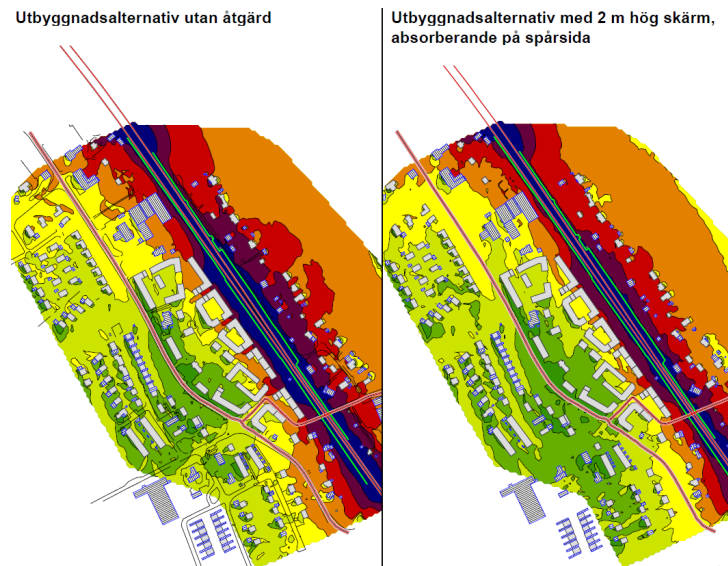 Utbyggnadsalternativ utan åtgärd
Utbyggnadsalternativ med 2 m hög skärm,
absorberande på spårsida